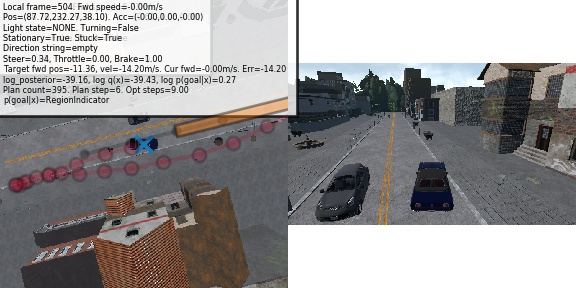 Local frame=504. Fwd speed=-0.00m/s
Pos=(87.72,232.27,38.10). Acc=(-0.00,0.00,-0.00)
Light state=NONE. Turning=False
Stationary=True. Stuck=True
Direction string=empty
Steer=0.34, Throttle=0.00, Brake=1.00
Target fwd pos=-11.36, vel=-14.20m/s. Cur fwd=-0.00m/s. Err=-14.20
log_posterior=-39.16, log q(x)=-39.43, log p(goal|x)=0.27
Plan count=395. Plan step=6. Opt steps=9.00
p(goal|x)=RegionIndicator